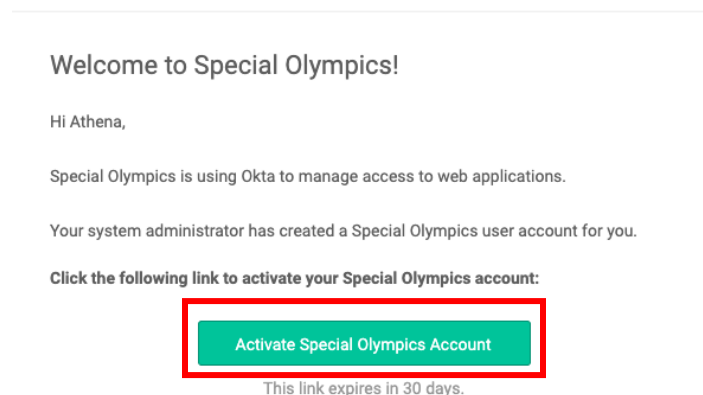 Welcome to Special Olympics!
Hi Athena,
Special Olympics is using Okta to manage access to web applications.
Your system administrator has created a Special Olympics user account for you.
Click the following link to activate your Special Olympics account:
Activate Special Olympics Account
This link expires in 30 days.